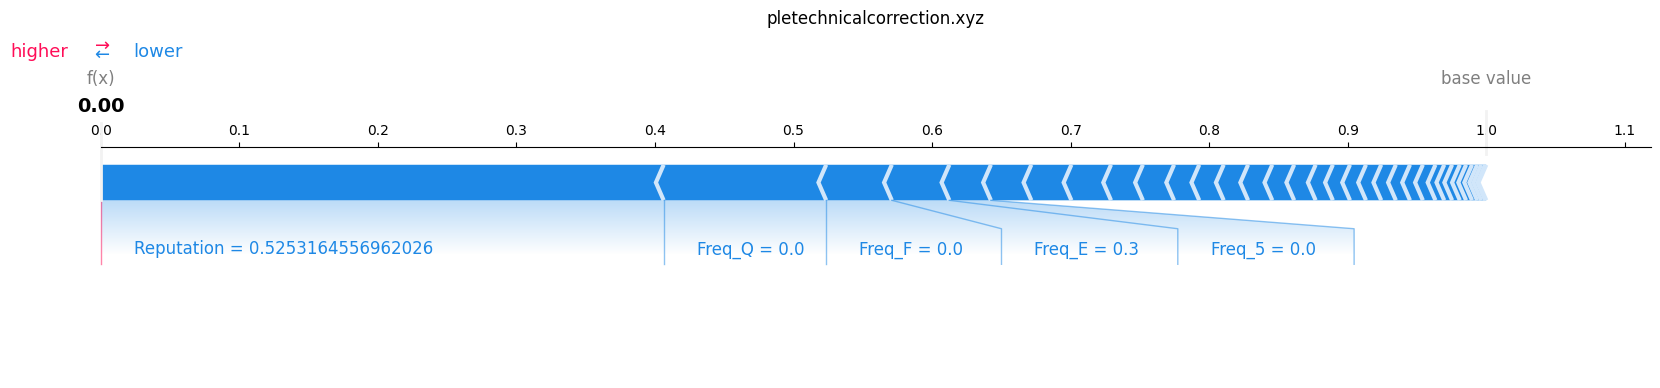 pletechnicalcorrection.xyz
higher ⇄ lower
f(x) base value
0.00
0 0 0.1 0.2 0.3 0.4 0.5 0.6 0.7 0.8 0.9 1 0 1.1
Reputation = 0.5253164556962026 Freq_Q = 0.0 Freq_F = 0.0 Freq_E = 0.3 Freq_5 = 0.0